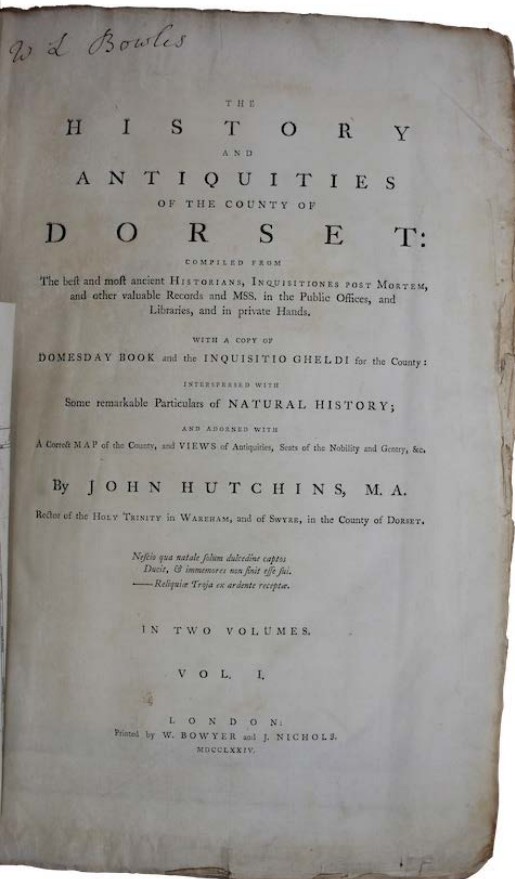 W L Bowles
THE
HISTORY
AND
ANTIQUITIES
OF THE COUNTY OF
DORSET:
COMPILED FROM
The beſt and moſt ancient HISTORIANS, INQUISITIONES POST MORTEM,
and other valuable Records and MSS. in the Public Offices, and
Libraries, and in private Hands.
WITH A COPY OF
DOMESDAY BOOK and the INQUISITIO GHELDI for the County:
INTERSPERSED WITH
Some remarkable Particulars of NATURAL HISTORY;
AND ADORNED WITH
A Correct MAP of the County, and VIEWS of Antiquities, Seats of the Nobility and Gentry, &c.
By JOHN HUTCHINS, M.A.
Rector of the HOLY TRINITY in WAREHAM, and of SWYRE, in the County of DORSET.
Neſcio qua natale ſolum dulcedine captos
Ducit, & immemores non ſinit eſſe ſui.
—— Reliquiæ Troja ex ardente receptæ.
IN TWO VOLUMES.
VOL. I.
LONDON:
Printed by W. BOWYER and J. NICHOLS.
MDCCLXXIV.